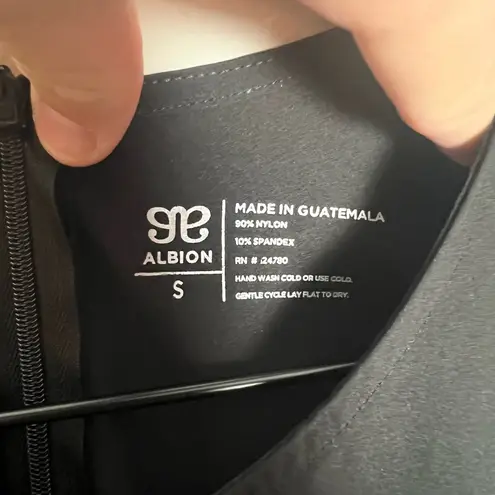 ALBION
S
MADE IN GUATEMALA
90% NYLON
10% SPANDEX
RN # :24780
HAND WASH COLD OR USE COLD.
GENTLE CYCLE LAY FLAT TO DRY.